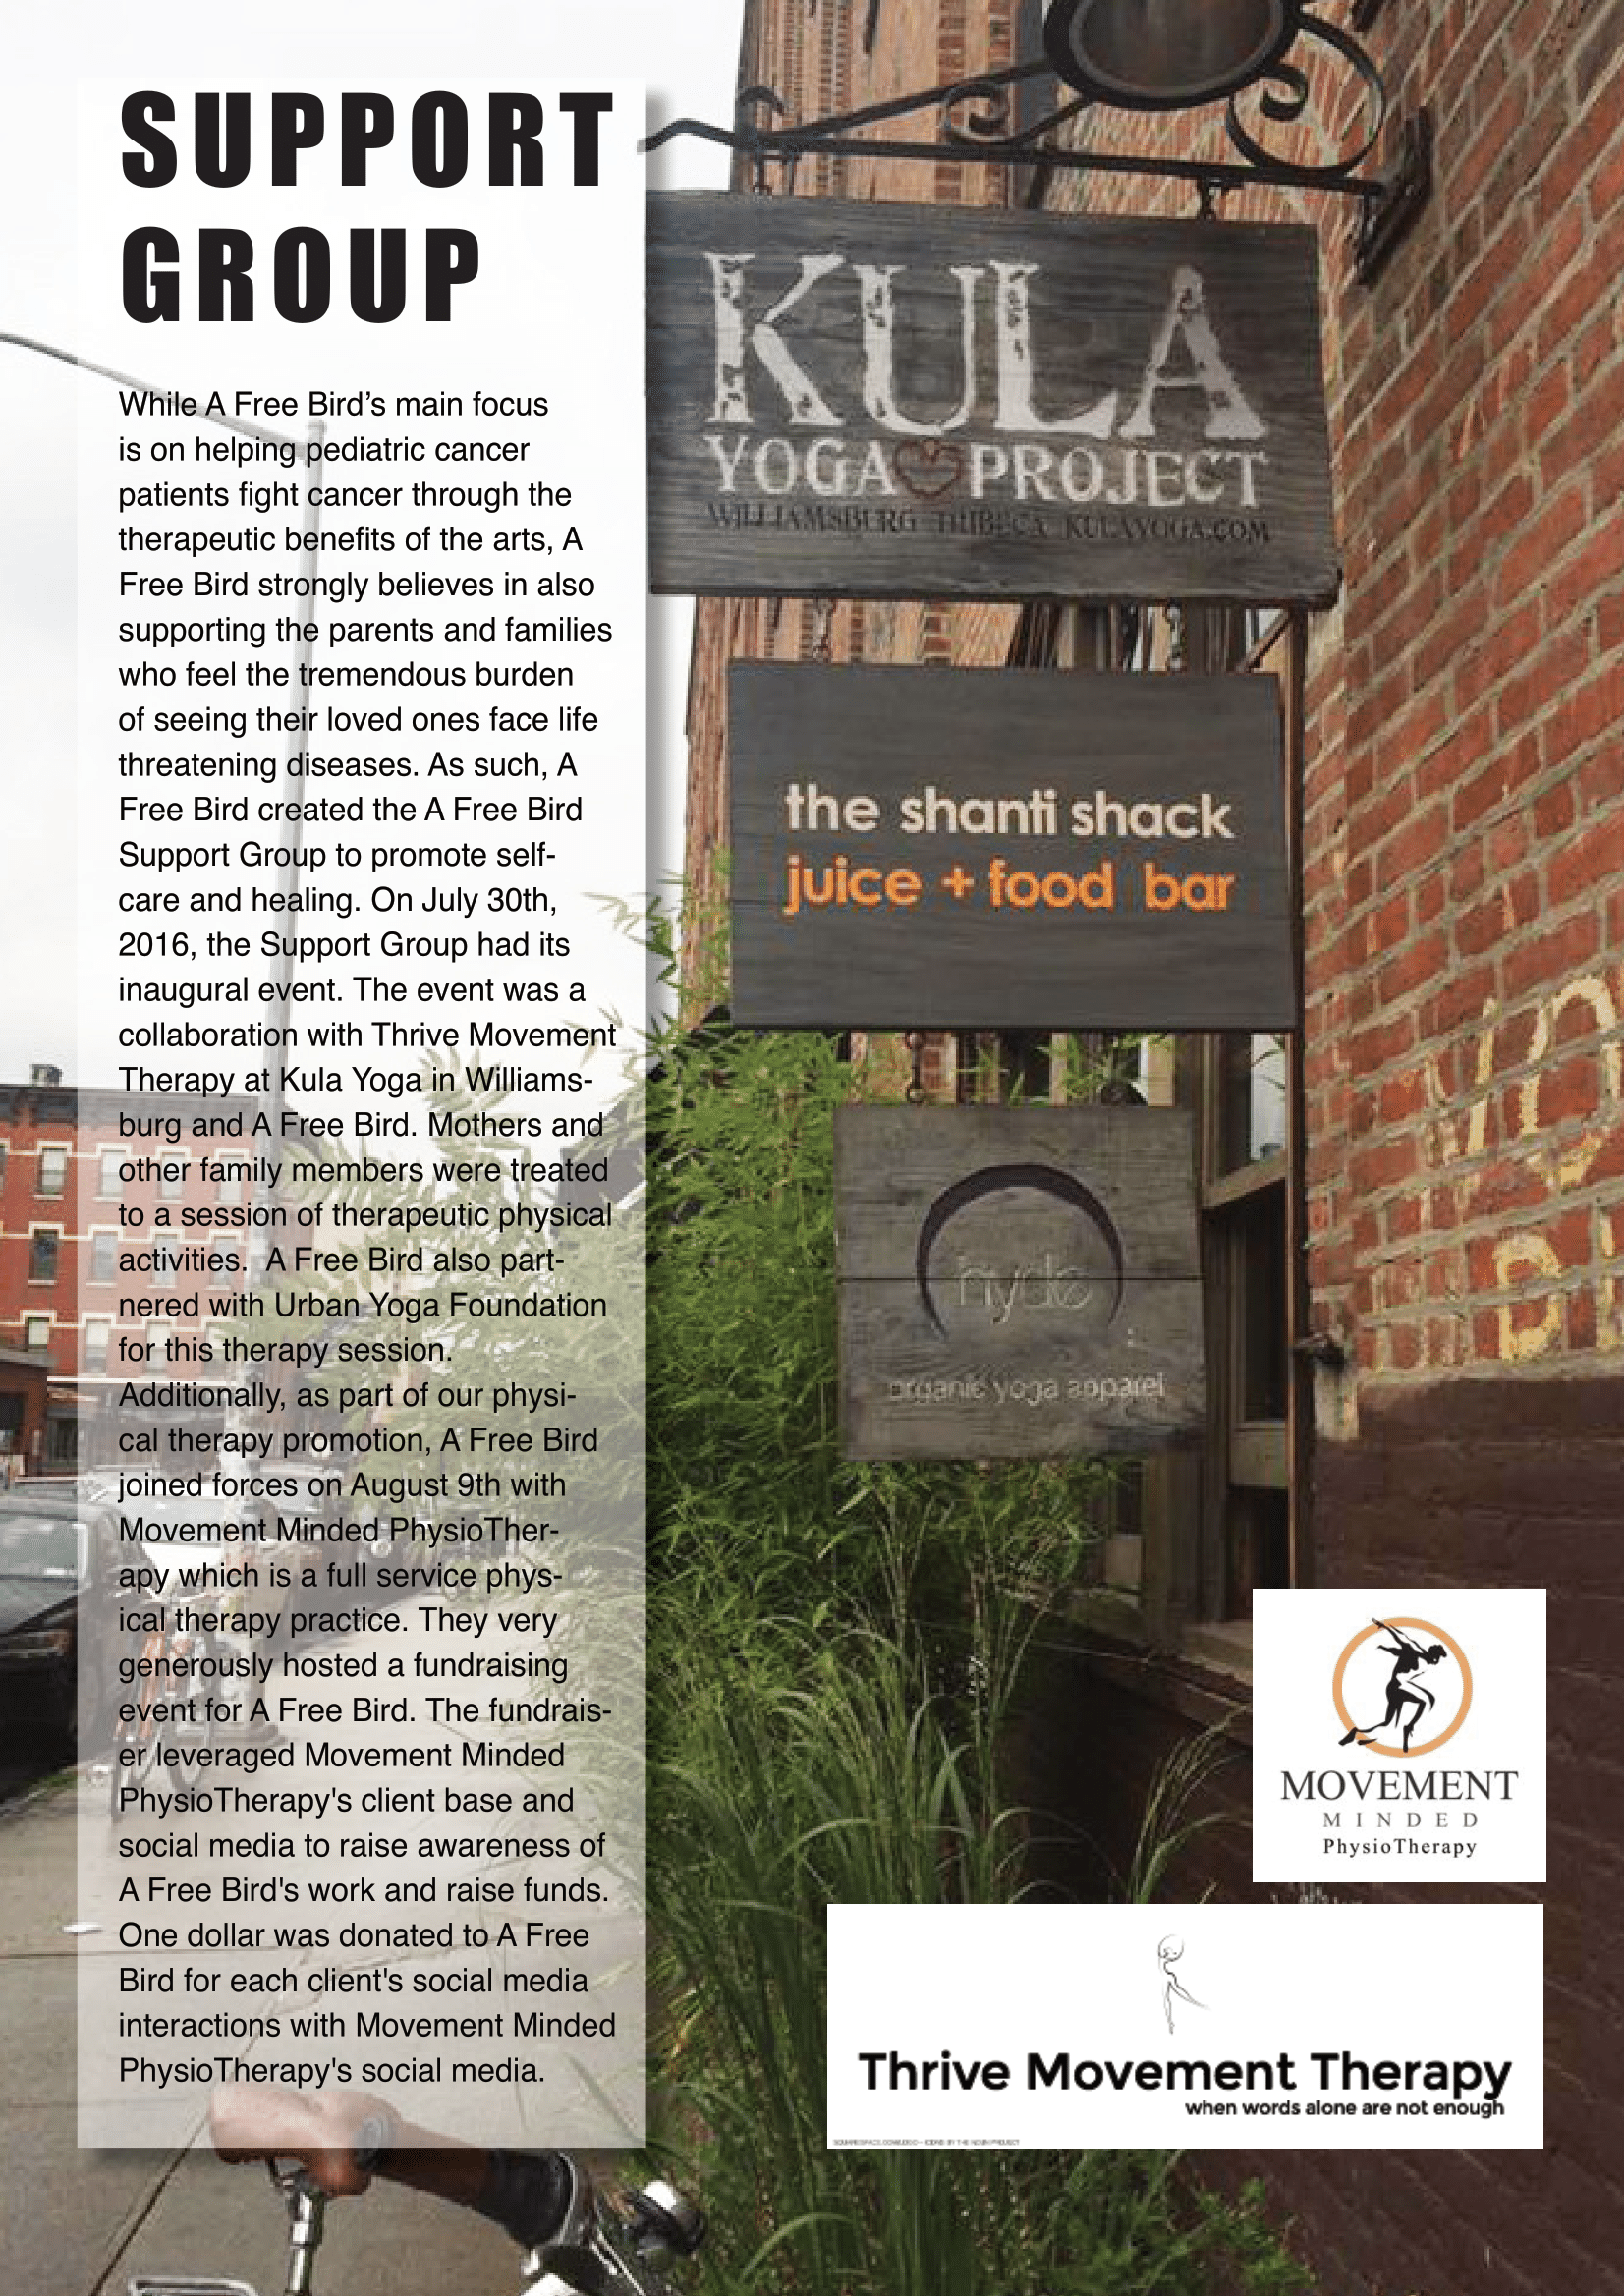 SUPPORT
GROUP
While A Free Bird’s main focus
is on helping pediatric cancer
patients fight cancer through the
therapeutic benefits of the arts, A
Free Bird strongly believes in also
supporting the parents and families
who feel the tremendous burden
of seeing their loved ones face life
threatening diseases. As such, A
Free Bird created the A Free Bird
Support Group to promote self-
care and healing. On July 30th,
2016, the Support Group had its
inaugural event. The event was a
collaboration with Thrive Movement
Therapy at Kula Yoga in Williams-
burg and A Free Bird. Mothers and
other family members were treated
to a session of therapeutic physical
activities.  A Free Bird also part-
nered with Urban Yoga Foundation
for this therapy session.
Additionally, as part of our physi-
cal therapy promotion, A Free Bird
joined forces on August 9th with
Movement Minded PhysioTher-
apy which is a full service phys-
ical therapy practice. They very
generously hosted a fundraising
event for A Free Bird. The fundrais-
er leveraged Movement Minded
PhysioTherapy's client base and
social media to raise awareness of
A Free Bird's work and raise funds.
One dollar was donated to A Free
Bird for each client's social media
interactions with Movement Minded
PhysioTherapy's social media.
KULA
YOGA PROJECT
WILLIAMSBURG TRIBECA KULAYOGA.COM
the shanti shack
juice + food bar
organic yoga apparel
MOVEMENT
MINDED
PhysioTherapy
Thrive Movement Therapy
when words alone are not enough